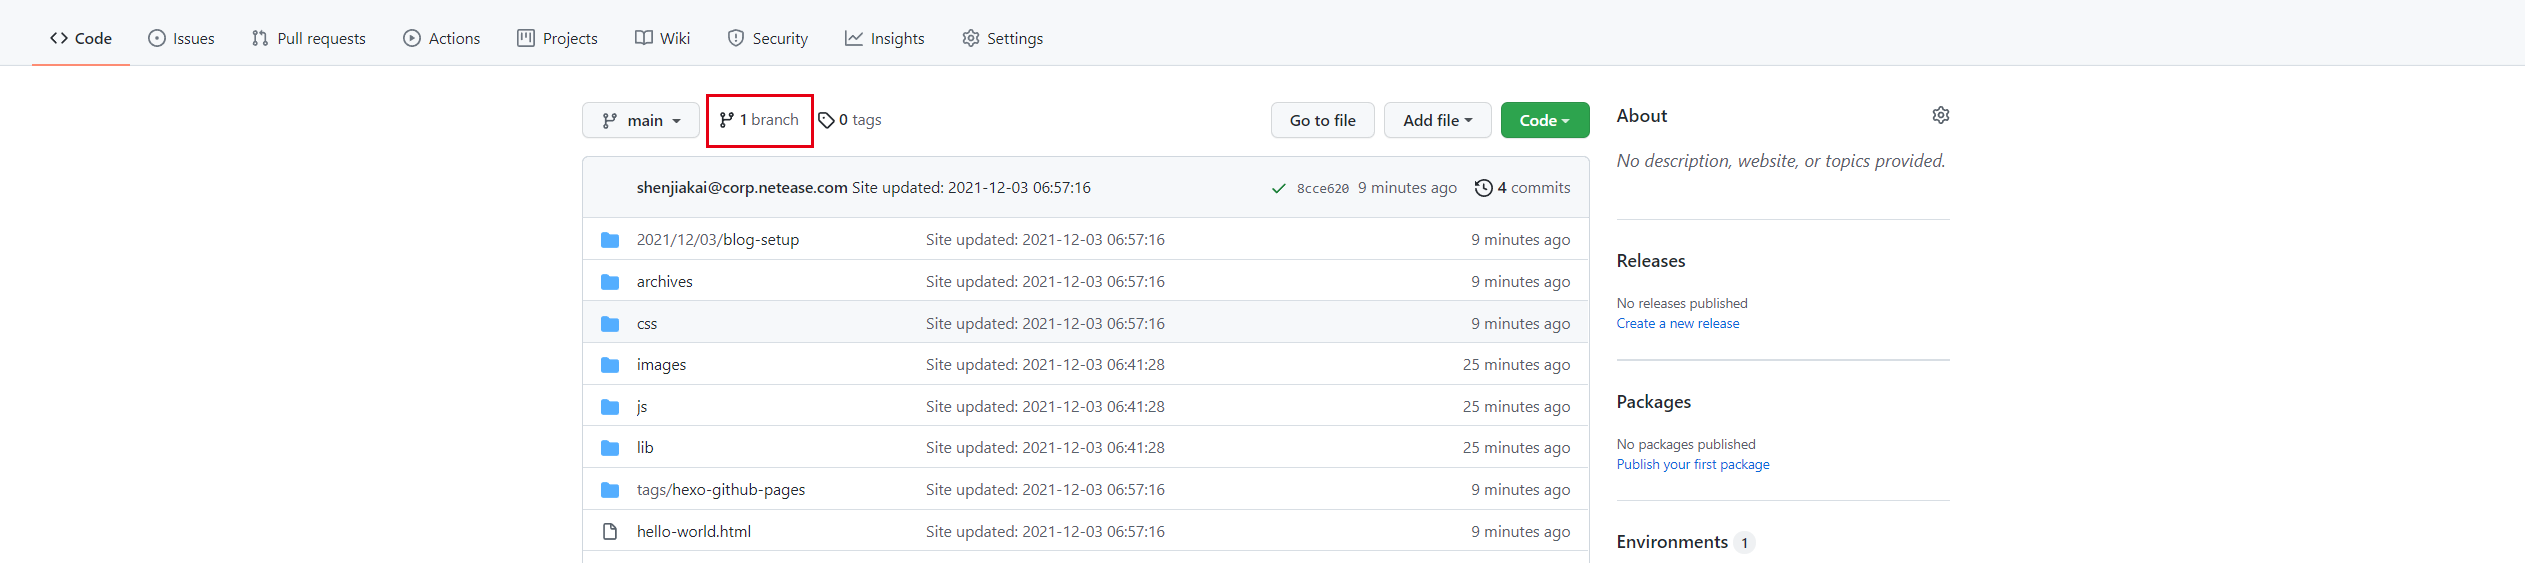 Code Issues Pull requests Actions Projects Wiki Security Insights Settings
main 1 branch 0 tags Go to file Add file Code
shenjiakai@corp.netease.com Site updated: 2021-12-03 06:57:16 8cce620 9 minutes ago 4 commits
2021/12/03/blog-setup Site updated: 2021-12-03 06:57:16 9 minutes ago
archives Site updated: 2021-12-03 06:57:16 9 minutes ago
css Site updated: 2021-12-03 06:57:16 9 minutes ago
images Site updated: 2021-12-03 06:41:28 25 minutes ago
js Site updated: 2021-12-03 06:41:28 25 minutes ago
lib Site updated: 2021-12-03 06:41:28 25 minutes ago
tags/hexo-github-pages Site updated: 2021-12-03 06:57:16 9 minutes ago
hello-world.html Site updated: 2021-12-03 06:57:16 9 minutes ago
About
No description, website, or topics provided.
Releases
No releases published
Create a new release
Packages
No packages published
Publish your first package
Environments 1